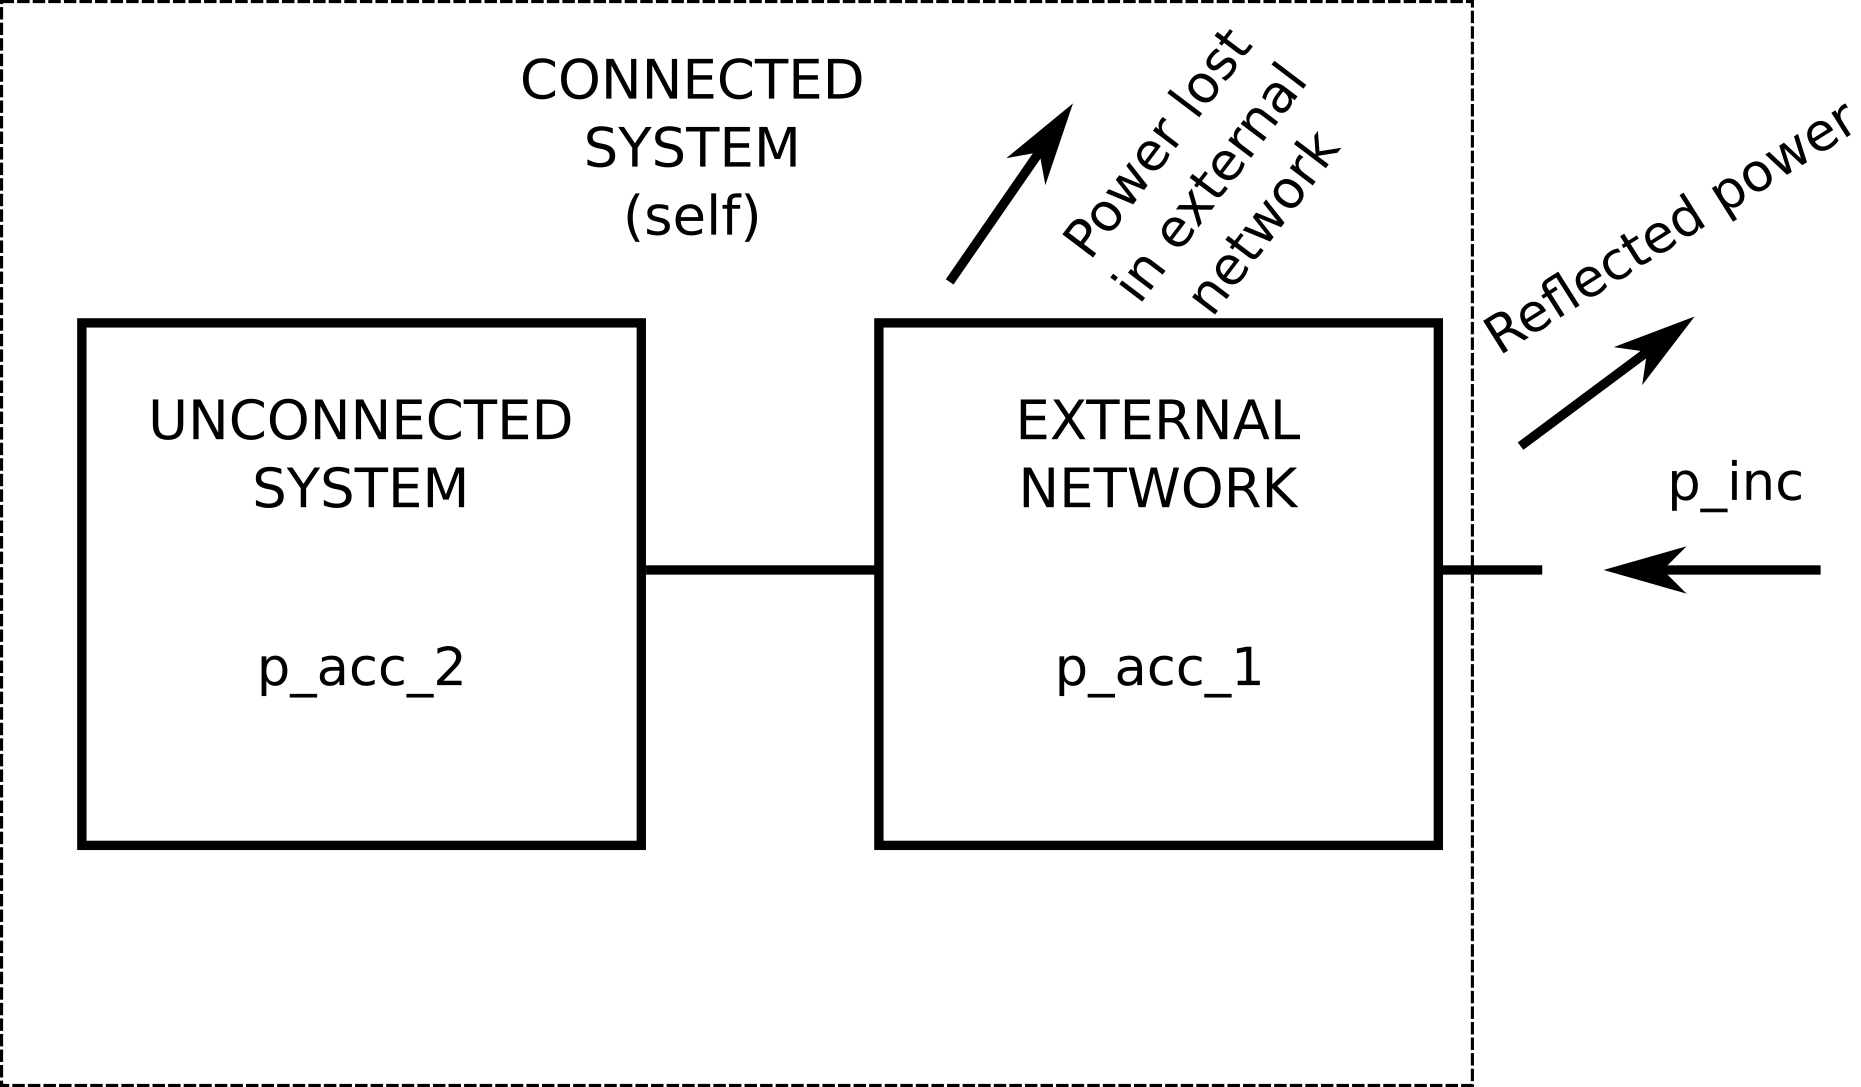 CONNECTED
SYSTEM
(self)
Power lost
in external
network
Reflected power
UNCONNECTED
SYSTEM
p_acc_2
EXTERNAL
NETWORK
p_acc_1
p_inc